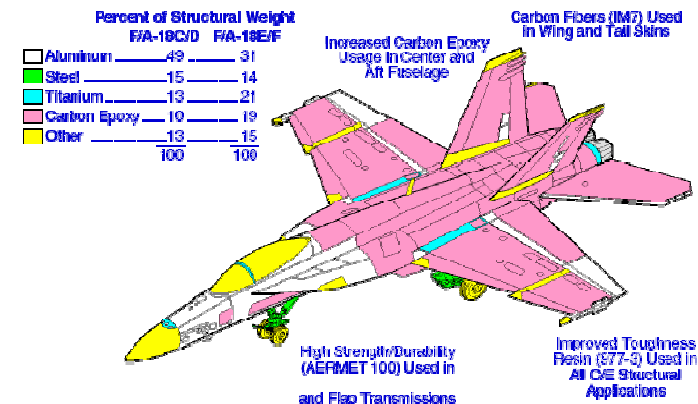 Percent of Structural Weight
F/A-18C/D F/A-18E/F
Aluminum 49 31
Steel 15 14
Titanium 13 21
Carbon Epoxy 10 19
Other 13 15
100 100
Increased Carbon Epoxy
Usage in Center and
Aft Fuselage
Carbon Fibers (IM7) Used
in Wing and Tail Skins
High Strength/Durability
(AERMET 100) Used in
and Flap Transmissions
Improved Toughness
Resin (977-3) Used in
All C/E Structural
Applications